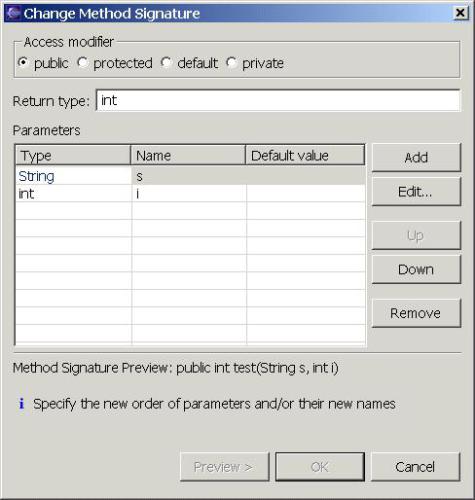 Change Method Signature
Access modifier
public protected default private
Return type: int
Parameters
Type Name Default value
String s
int i
Add
Edit...
Up
Down
Remove
Method Signature Preview: public int test(String s, int i)
i Specify the new order of parameters and/or their new names
Preview > OK Cancel